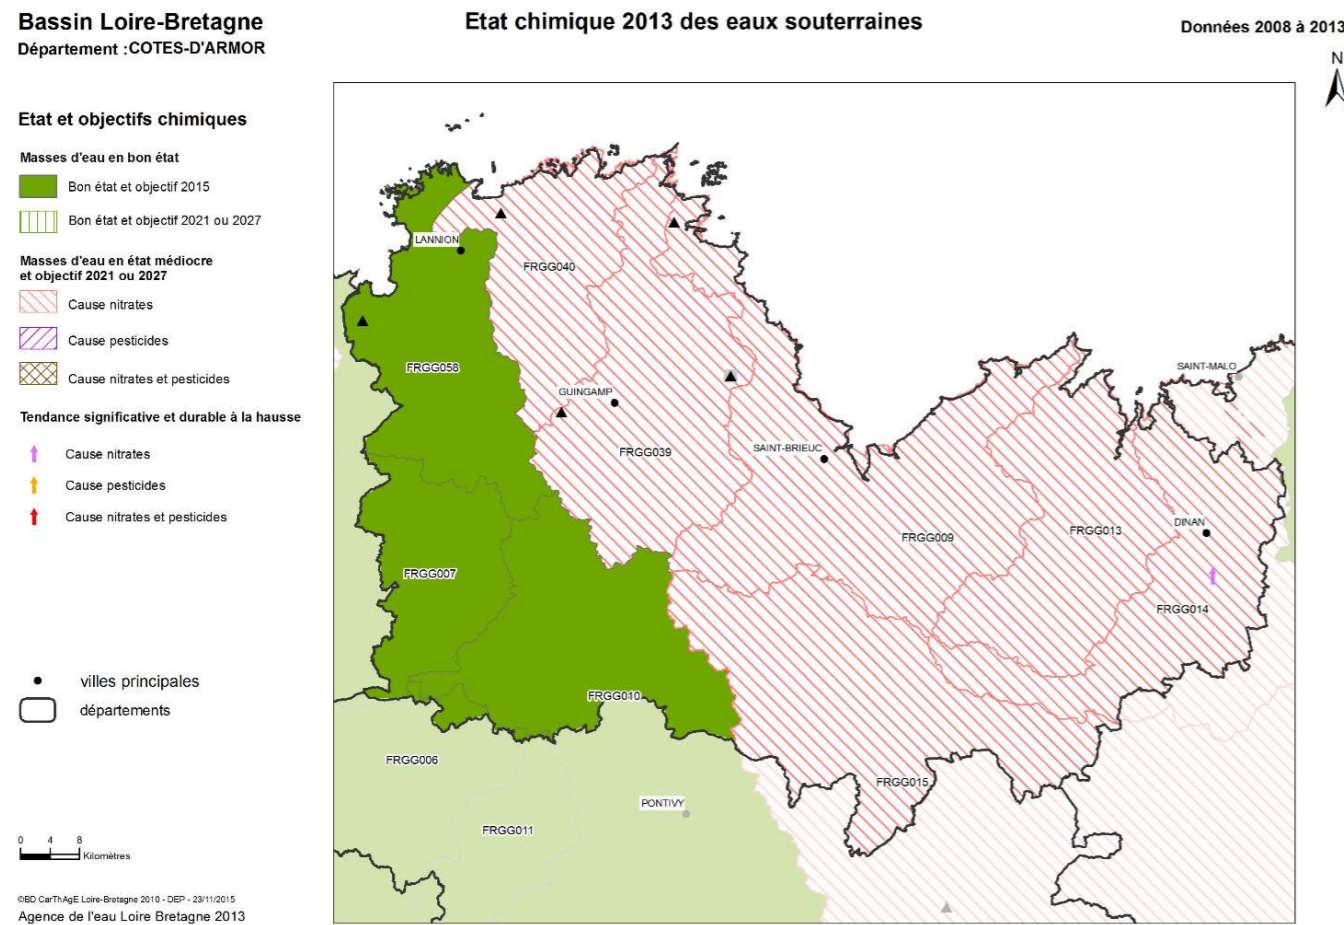 Bassin Loire-Bretagne
Département :COTES-D'ARMOR
Etat chimique 2013 des eaux souterraines
Données 2008 à 2013
N
Etat et objectifs chimiques
Masses d'eau en bon état
Bon état et objectif 2015
Bon état et objectif 2021 ou 2027
Masses d'eau en état médiocre
et objectif 2021 ou 2027
Cause nitrates
Cause pesticides
Cause nitrates et pesticides
Tendance significative et durable à la hausse
Cause nitrates
Cause pesticides
Cause nitrates et pesticides
villes principales
départements
0 4 8
Kilomètres
©BD CarThAgE Loire-Bretagne 2010 - DEP - 23/11/2015
Agence de l'eau Loire Bretagne 2013
LANNION
FRGG040
FRGG058
SAINT-MALO
GUINGAMP
FRGG039
SAINT-BRIEUC
DINAN
FRGG013
FRGG009
FRGG007
FRGG014
FRGG010
FRGG006
FRGG015
PONTIVY
FRGG011